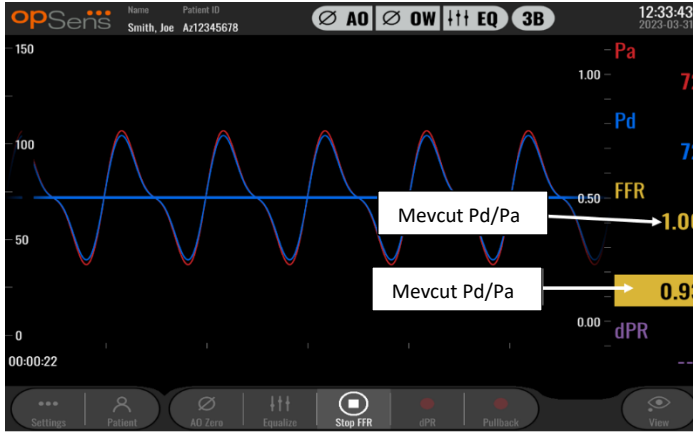 opSens
Name
Patient ID
Smith, Joe
Az12345678
Ø AO
Ø OW
EQ
3B
12:33:43
2023-03-31
150
100
50
0
00:00:22
1.00
0.50
0.00
Pa
Pd
FFR
Mevcut Pd/Pa
Mevcut Pd/Pa
dPR
Settings
Patient
AO Zero
Equalize
Stop FFR
dPR
Pullback
View